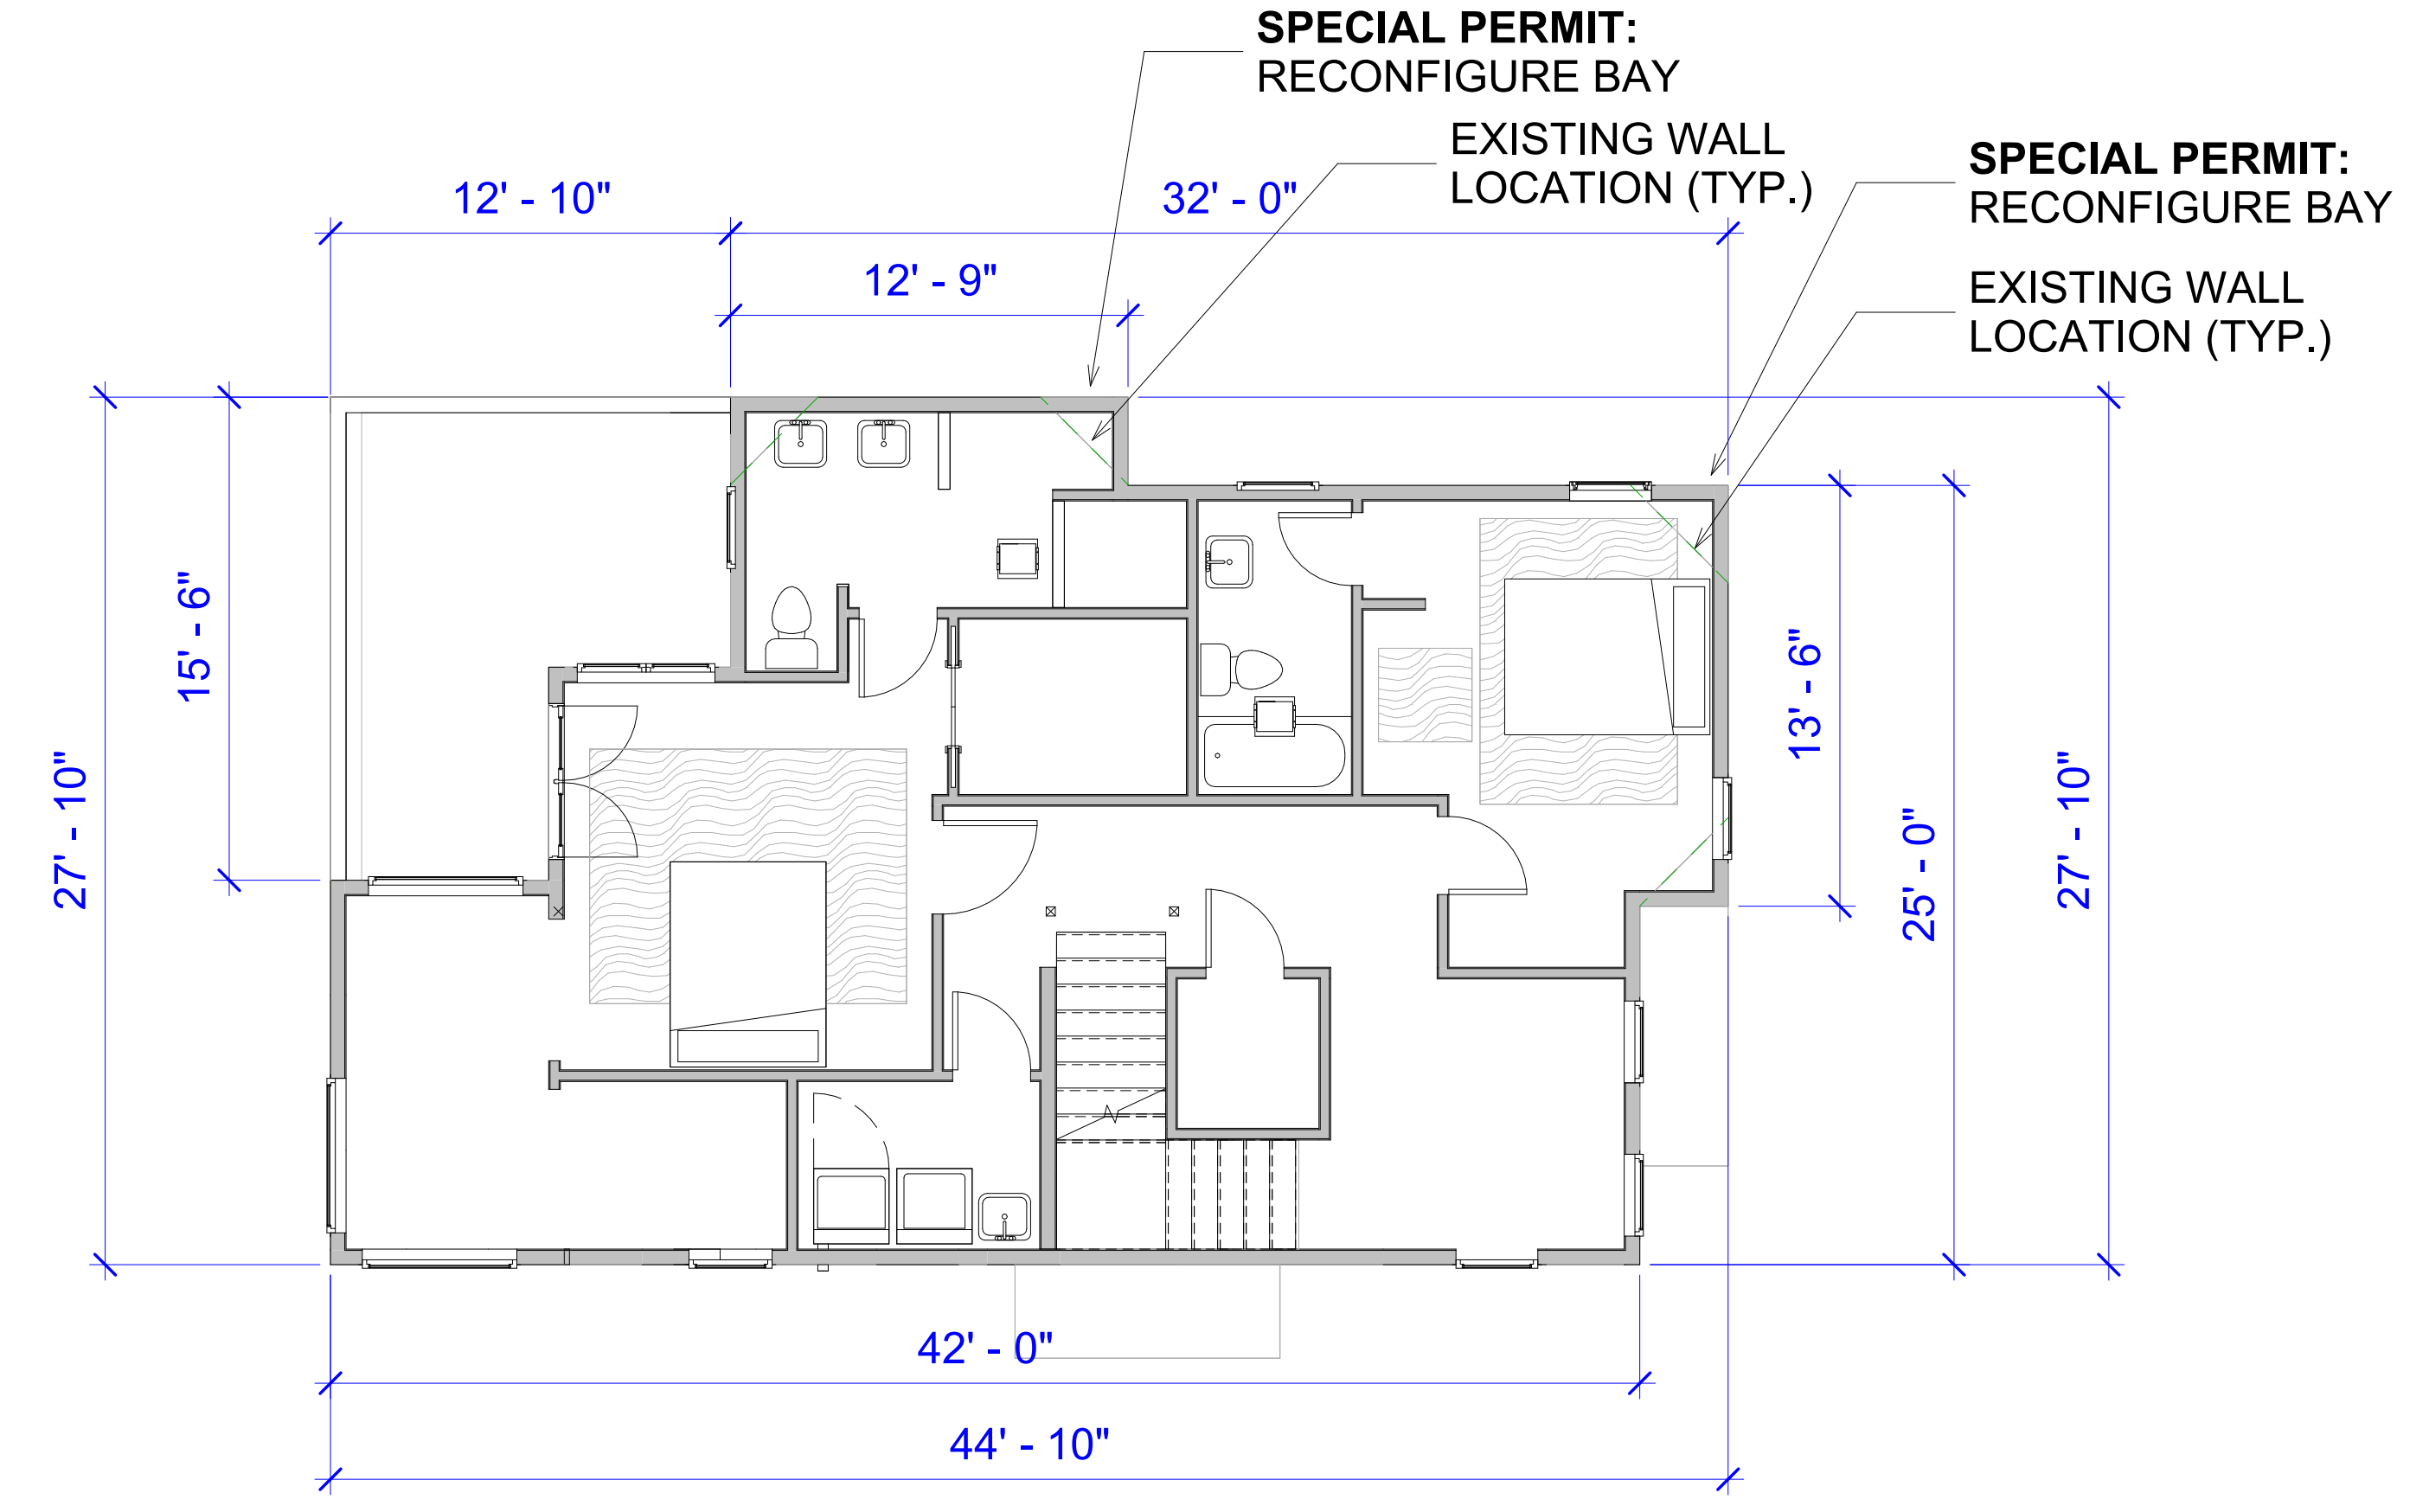 SPECIAL PERMIT:
RECONFIGURE BAY
EXISTING WALL
LOCATION (TYP.)
SPECIAL PERMIT:
RECONFIGURE BAY
EXISTING WALL
LOCATION (TYP.)
12' - 10"
32' - 0"
12' - 9"
15' - 6"
27' - 10"
13' - 6"
25' - 0"
27' - 10"
42' - 0"
44' - 10"